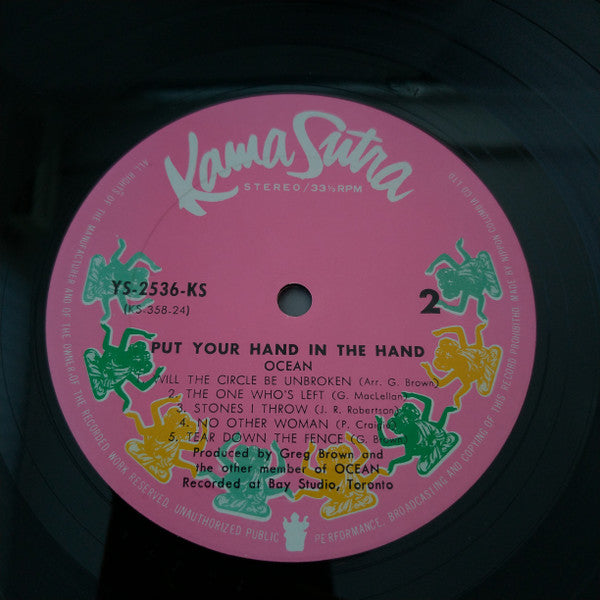 Kama Sutra
STEREO/33⅓RPM
YS-2536-KS
(KS-358-24)
2
PUT YOUR HAND IN THE HAND
OCEAN
WILL THE CIRCLE BE UNBROKEN (Arr. G. Brown)
2. THE ONE WHO'S LEFT (G. MacLellan)
3. STONES I THROW (J. R. Robertson)
4. NO OTHER WOMAN (P. Craigie)
5. TEAR DOWN THE FENCE (G. Brown)
Produced by Greg Brown and
the other member of OCEAN
Recorded at Bay Studio, Toronto
ALL RIGHTS OF THE MANUFACTURER AND OF THE OWNER OF THE RECORDED WORK RESERVED. UNAUTHORIZED PUBLIC PERFORMANCE, BROADCASTING AND COPYING OF THIS RECORD PROHIBITED. MADE BY NIPPON COLUMBIA CO LTD